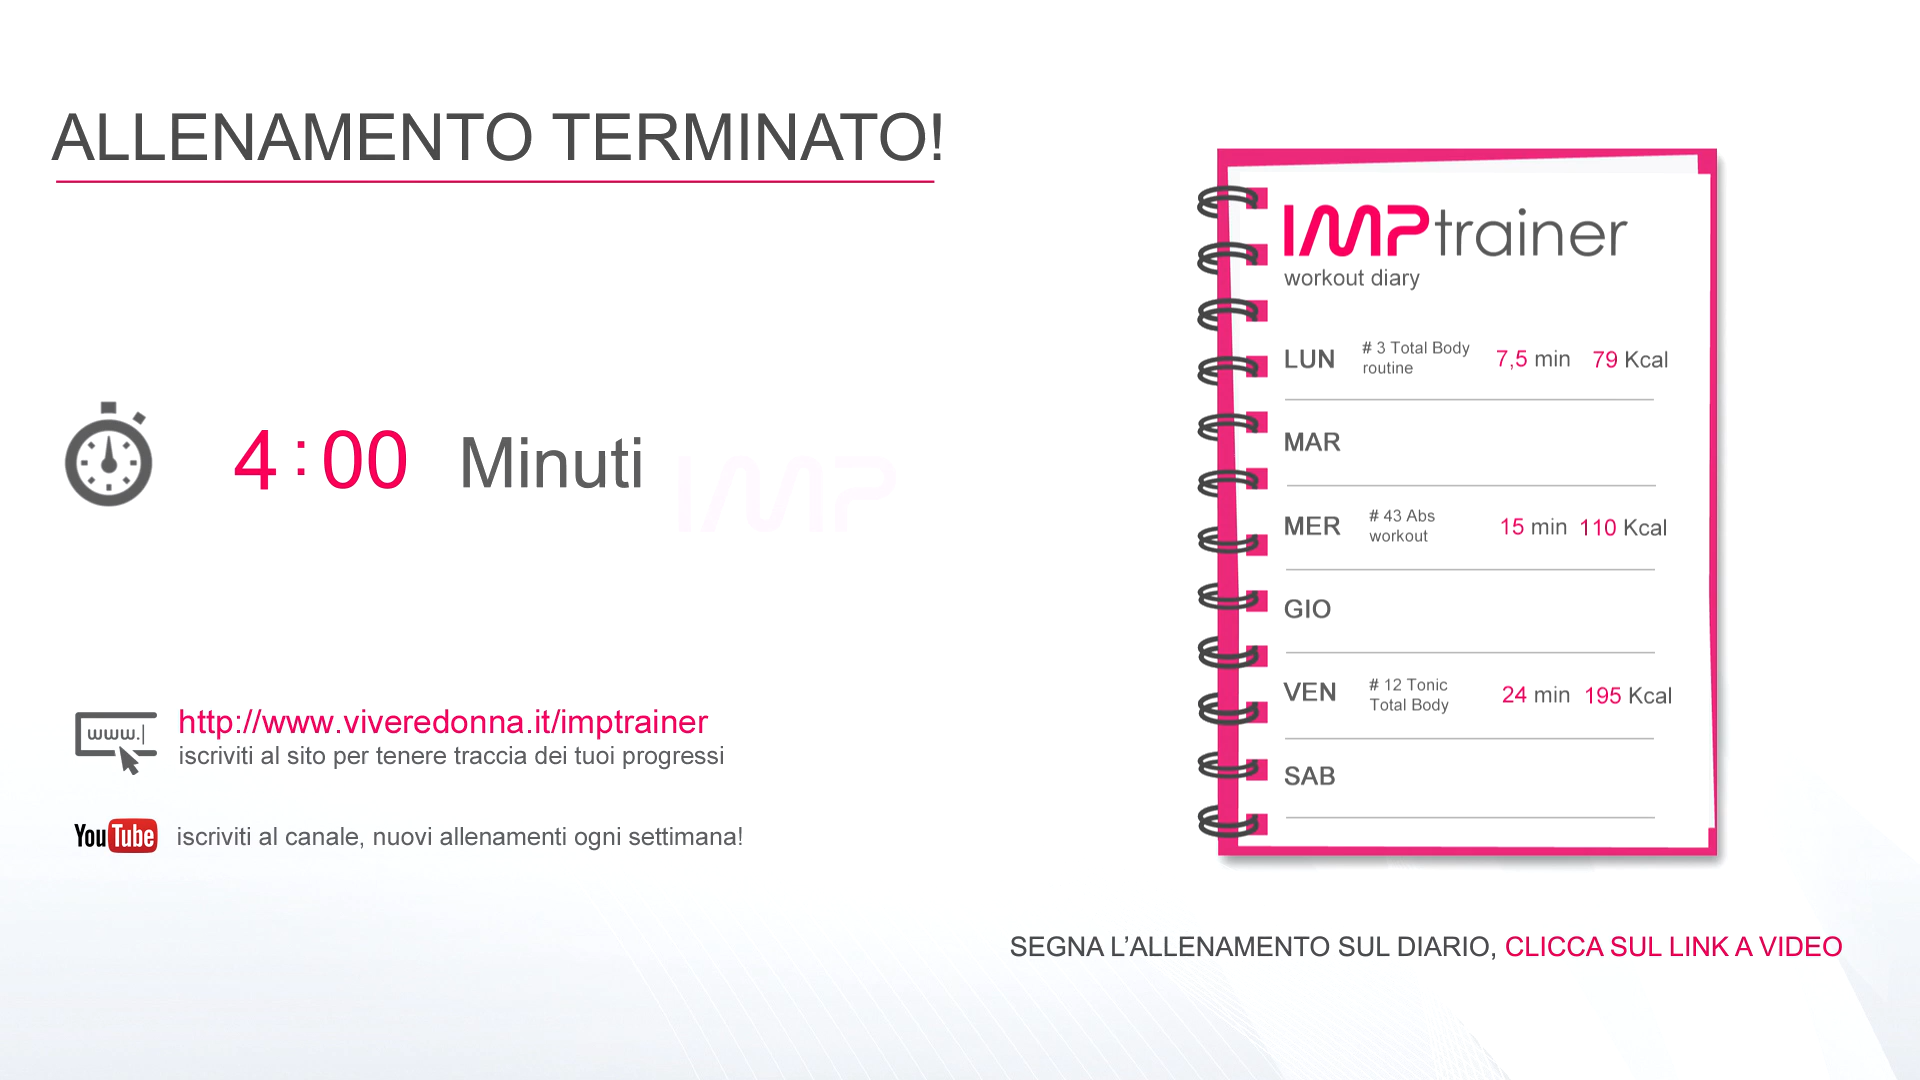 ALLENAMENTO TERMINATO!
4:00 Minuti
IMP
http://www.viveredonna.it/imptrainer
www.
iscriviti al sito per tenere traccia dei tuoi progressi
YouTube iscriviti al canale, nuovi allenamenti ogni settimana!
IMPtrainer
workout diary
LUN # 3 Total Body routine 7,5 min 79 Kcal
MAR
MER # 43 Abs workout 15 min 110 Kcal
GIO
VEN # 12 Tonic Total Body 24 min 195 Kcal
SAB
SEGNA L’ALLENAMENTO SUL DIARIO, CLICCA SUL LINK A VIDEO